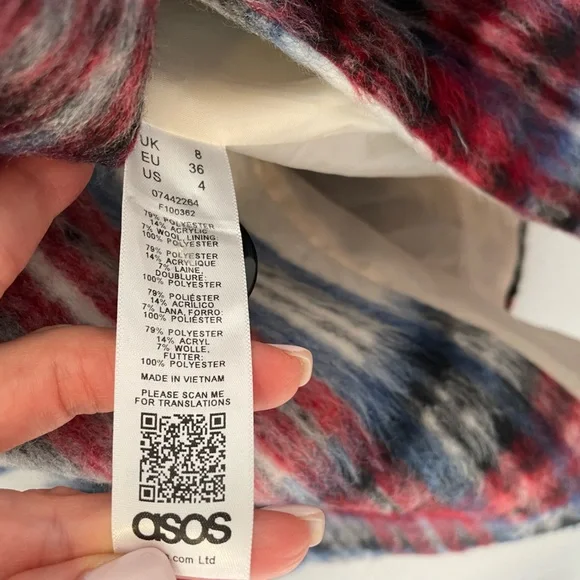 UK 8
EU 36
US 4
07442264
F100362
79% POLYESTER
14% ACRYLIC
7% WOOL, LINING:
100% POLYESTER
79% POLYESTER
14% ACRYLIQUE
7% LAINE,
DOUBLURE:
100% POLYESTER
79% POLIÉSTER
14% ACRÍLICO
7% LANA, FORRO:
100% POLIÉSTER
79% POLYESTER
14% ACRYL
7% WOLLE,
FUTTER:
100% POLYESTER
MADE IN VIETNAM
PLEASE SCAN ME
FOR TRANSLATIONS
asos
.com Ltd